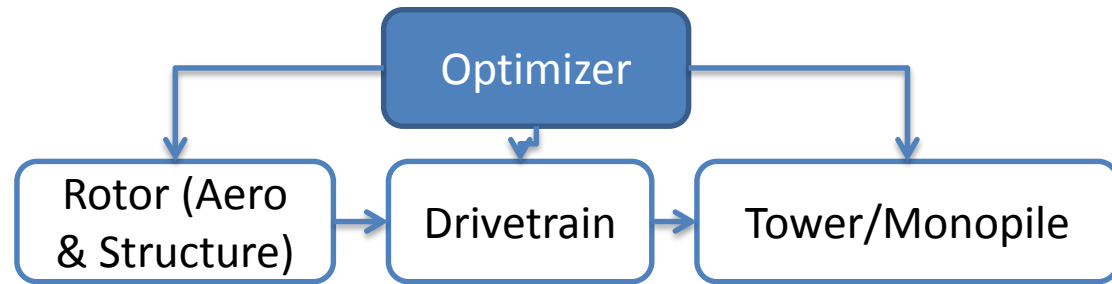 Optimizer
Rotor (Aero
& Structure)
Drivetrain
Tower/Monopile